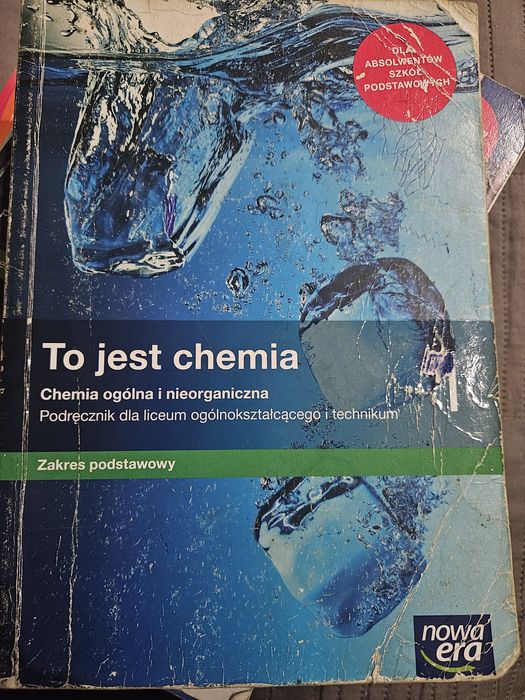 DLA
ABSOLWENTÓW
SZKÓŁ
PODSTAWOWYCH
To jest chemia
1
Chemia ogólna i nieorganiczna
Podręcznik dla liceum ogólnokształcącego i technikum
Zakres podstawowy
nowa
era